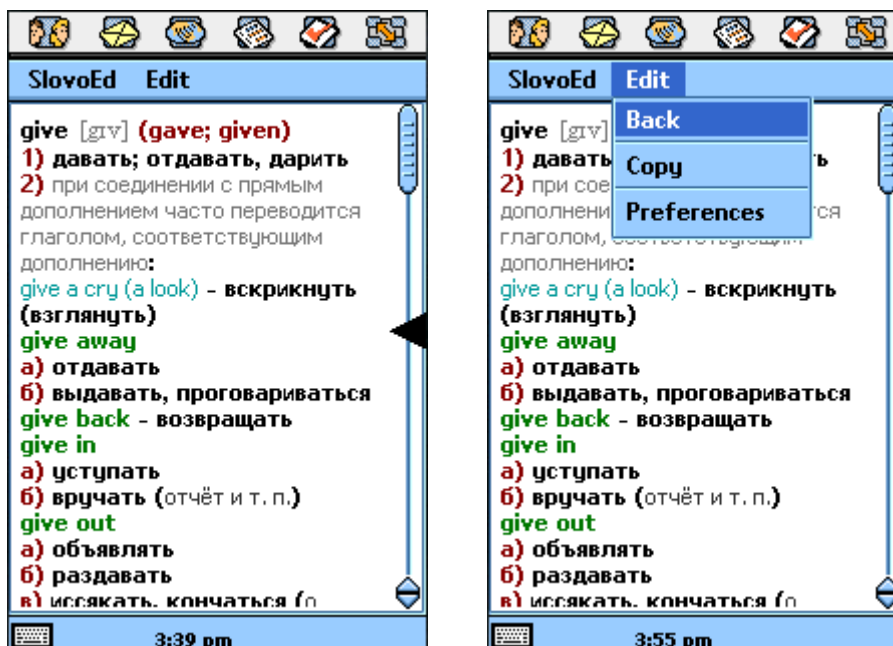 SlovoEd Edit
give [gɪv] (gave; given)
1) давать; отдавать, дарить
2) при соединении с прямым
дополнением часто переводится
глаголом, соответствующим
дополнению:
give a cry (a look) - вскрикнуть
(взглянуть)
give away
а) отдавать
б) выдавать, проговариваться
give back - возвращать
give in
а) уступать
б) вручать (отчёт и т. п.)
give out
а) объявлять
б) раздавать
в) иссякать, кончаться (о
3:39 pm
SlovoEd Edit
Back
Copy
Preferences
give [gɪv]
1) давать
2) при
глаголом,
дополнению:
give a cry (a look) - вскрикнуть
(взглянуть)
give away
а) отдавать
б) выдавать, проговариваться
give back - возвращать
give in
а) уступать
б) вручать (отчёт и т. п.)
give out
а) объявлять
б) раздавать
в) иссякать, кончаться (о
3:55 pm